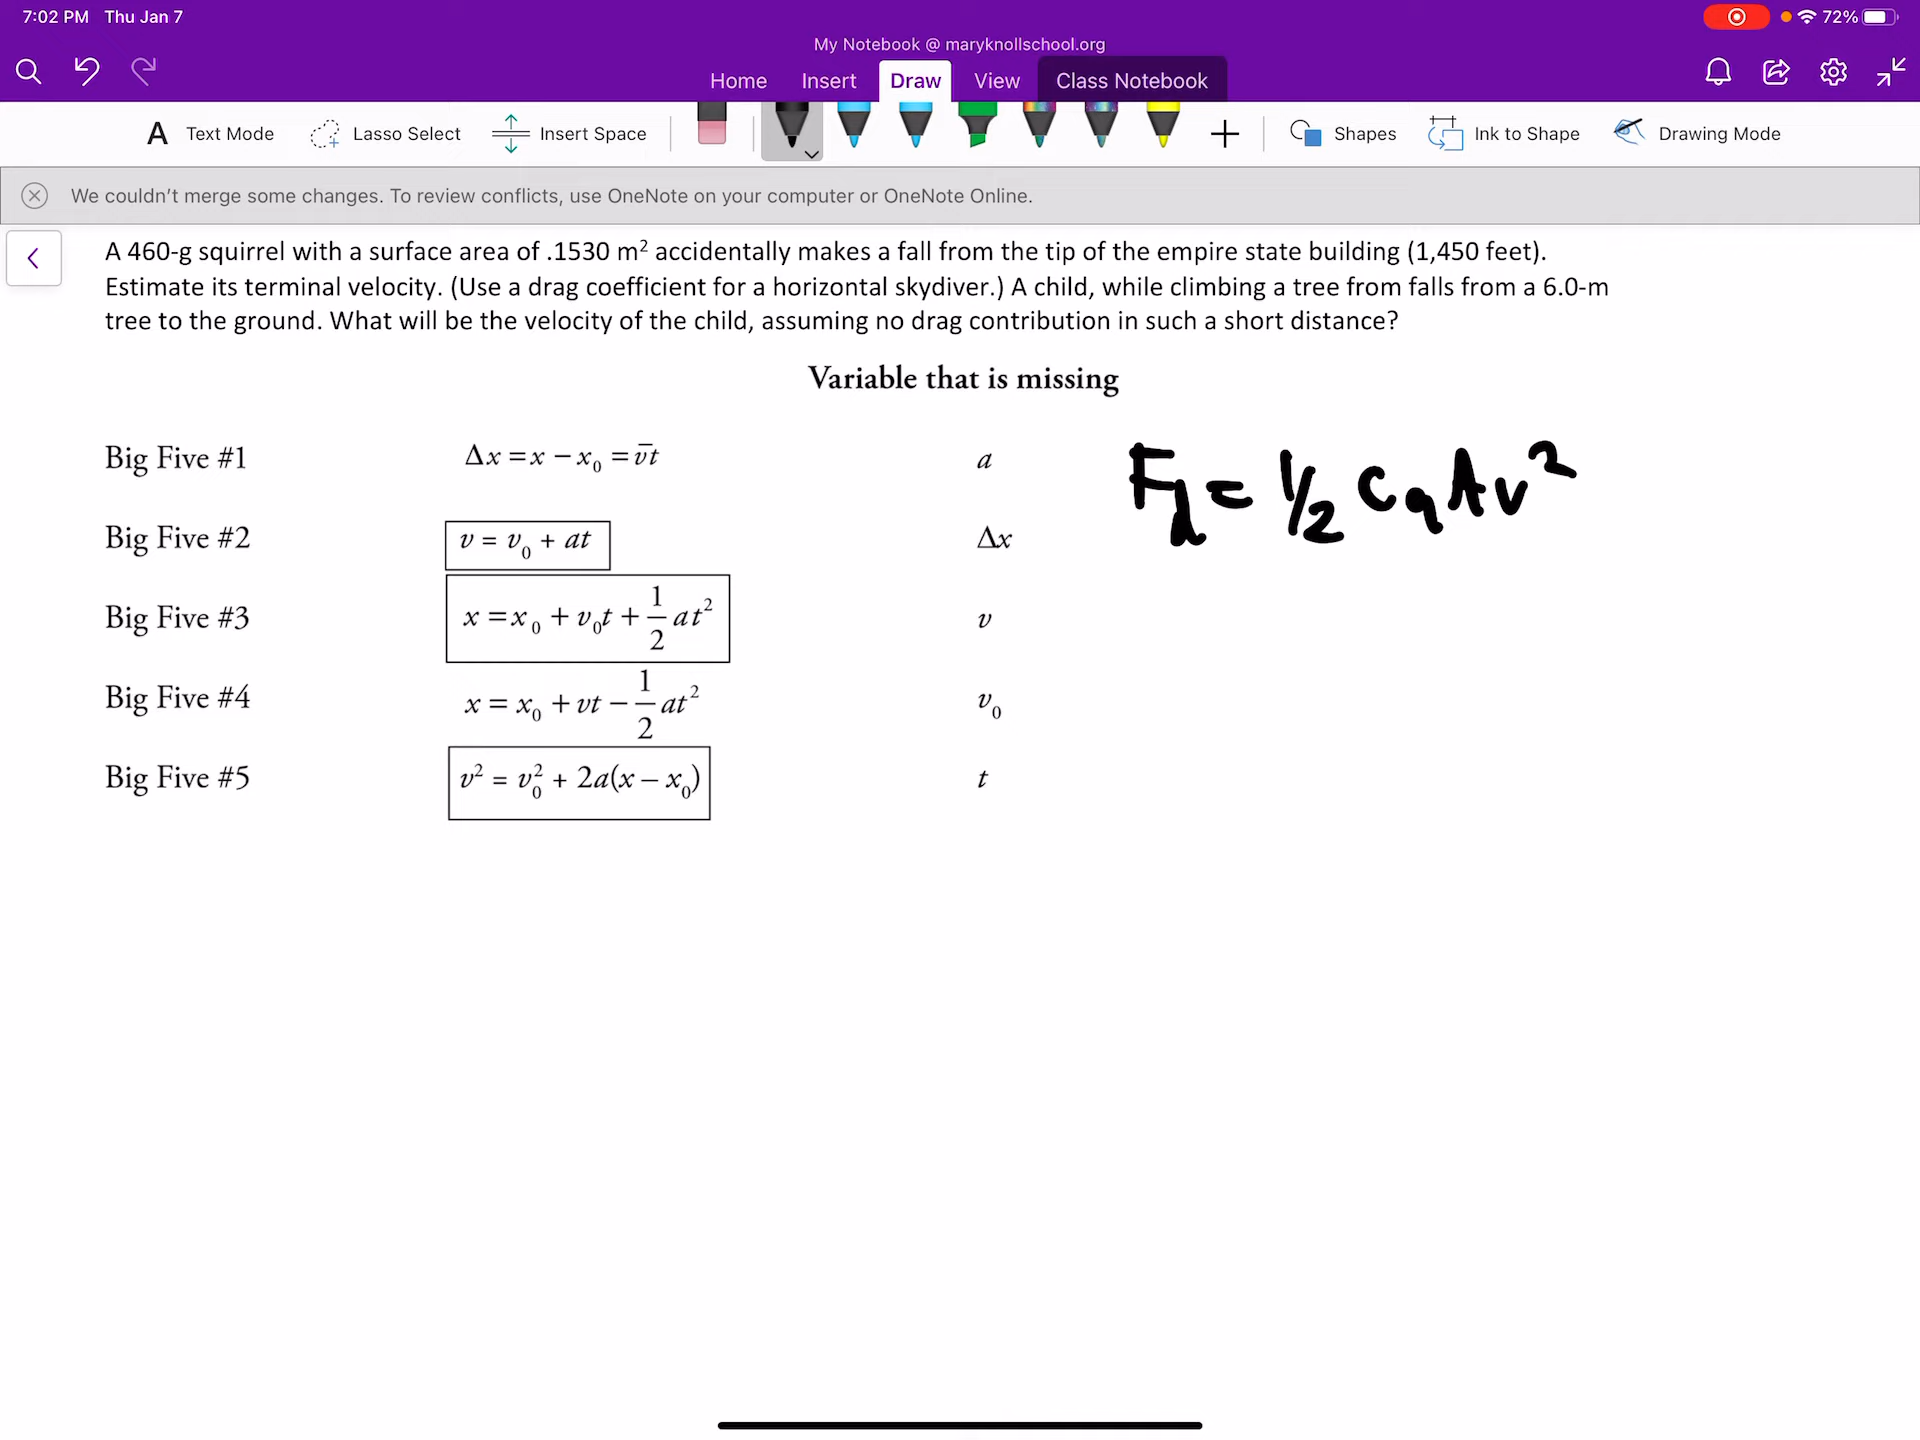 7:02 PM Thu Jan 7
72%
My Notebook @ maryknollschool.org
Home Insert Draw View Class Notebook
A Text Mode Lasso Select Insert Space Shapes Ink to Shape Drawing Mode
We couldn't merge some changes. To review conflicts, use OneNote on your computer or OneNote Online.
A 460-g squirrel with a surface area of .1530 m² accidentally makes a fall from the tip of the empire state building (1,450 feet).
Estimate its terminal velocity. (Use a drag coefficient for a horizontal skydiver.) A child, while climbing a tree from falls from a 6.0-m
tree to the ground. What will be the velocity of the child, assuming no drag contribution in such a short distance?
Variable that is missing
Big Five #1 Δx = x − x₀ = v̅t a
F_d = 1/2 CqAv²
Big Five #2 v = v₀ + at Δx
Big Five #3 x = x₀ + v₀t + 1/2 at² v
Big Five #4 x = x₀ + vt − 1/2 at² v₀
Big Five #5 v² = v₀² + 2a(x − x₀) t